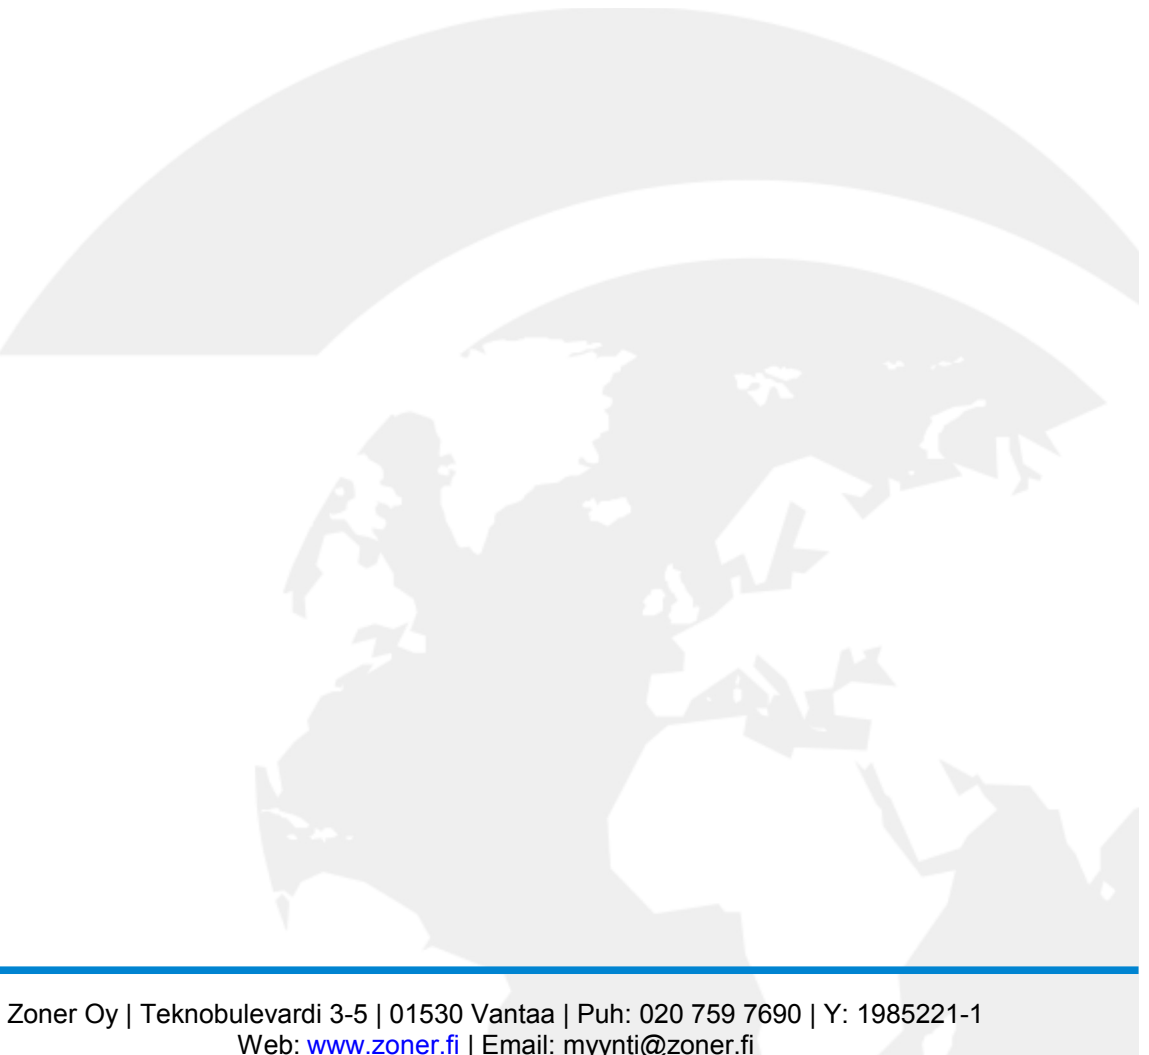 Zoner Oy | Teknobulevardi 3-5 | 01530 Vantaa | Puh: 020 759 7690 | Y: 1985221-1
Web: www.zoner.fi | Email: myynti@zoner.fi